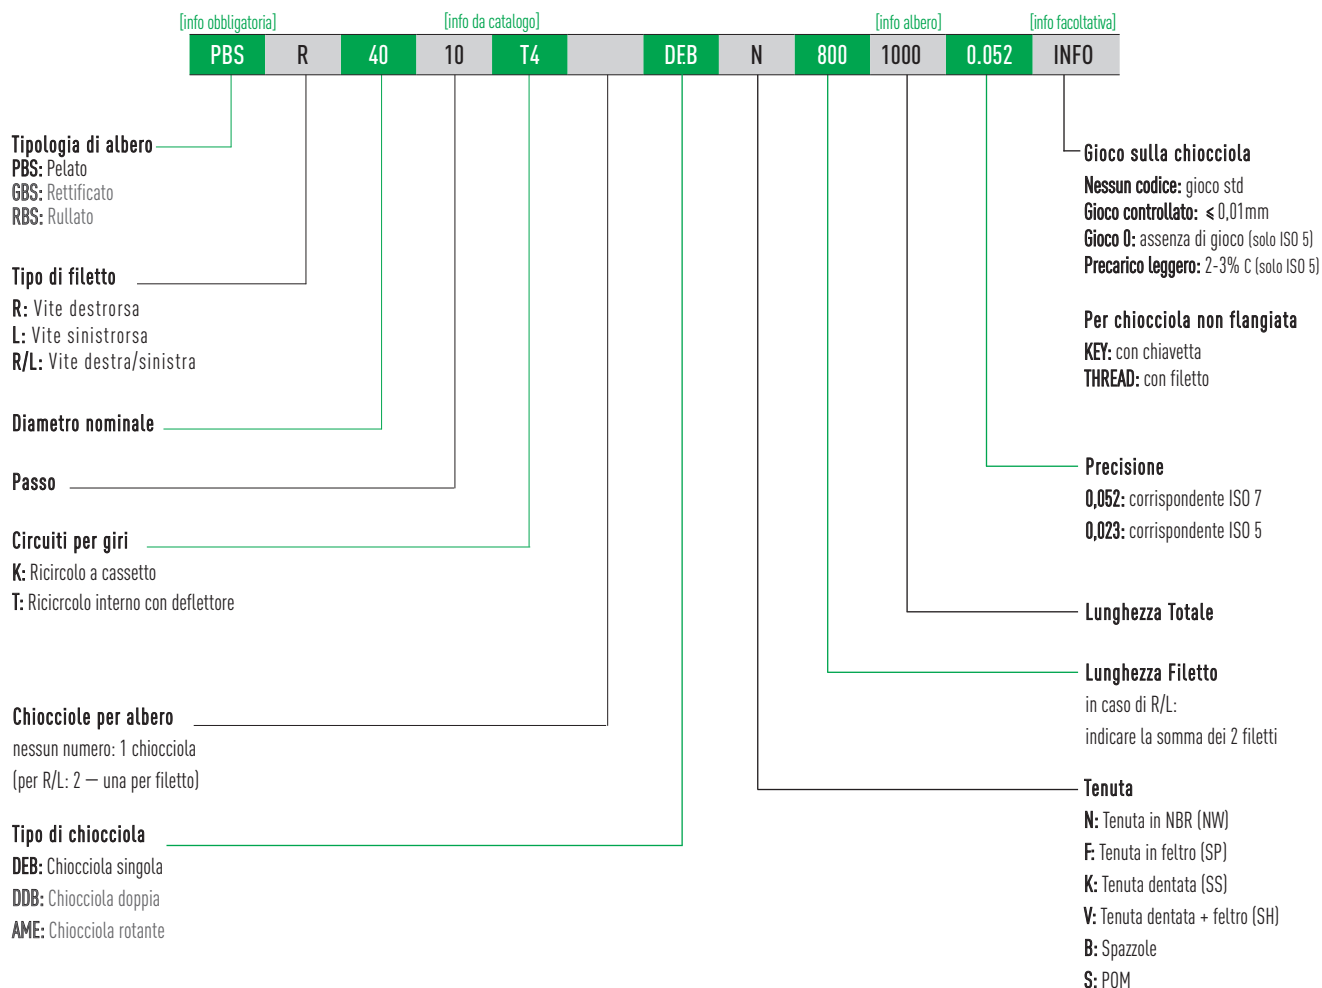 [info obbligatoria] [info da catalogo] [info albero] [info facoltativa]
PBS R 40 10 T4 DEB N 800 1000 0.052 INFO
Tipologia di albero
PBS: Pelato
GBS: Rettificato
RBS: Rullato
Tipo di filetto
R: Vite destrorsa
L: Vite sinistrorsa
R/L: Vite destra/sinistra
Diametro nominale
Passo
Circuiti per giri
K: Ricircolo a cassetto
T: Ricicrcolo interno con deflettore
Chiocciole per albero
nessun numero: 1 chiocciola
(per R/L: 2 — una per filetto)
Tipo di chiocciola
DEB: Chiocciola singola
DDB: Chiocciola doppia
AME: Chiocciola rotante
Gioco sulla chiocciola
Nessun codice: gioco std
Gioco controllato: ⩽ 0,01mm
Gioco 0: assenza di gioco (solo ISO 5)
Precarico leggero: 2-3% C (solo ISO 5)
Per chiocciola non flangiata
KEY: con chiavetta
THREAD: con filetto
Precisione
0,052: corrispondente ISO 7
0,023: corrispondente ISO 5
Lunghezza Totale
Lunghezza Filetto
in caso di R/L:
indicare la somma dei 2 filetti
Tenuta
N: Tenuta in NBR (NW)
F: Tenuta in feltro (SP)
K: Tenuta dentata (SS)
V: Tenuta dentata + feltro (SH)
B: Spazzole
S: POM